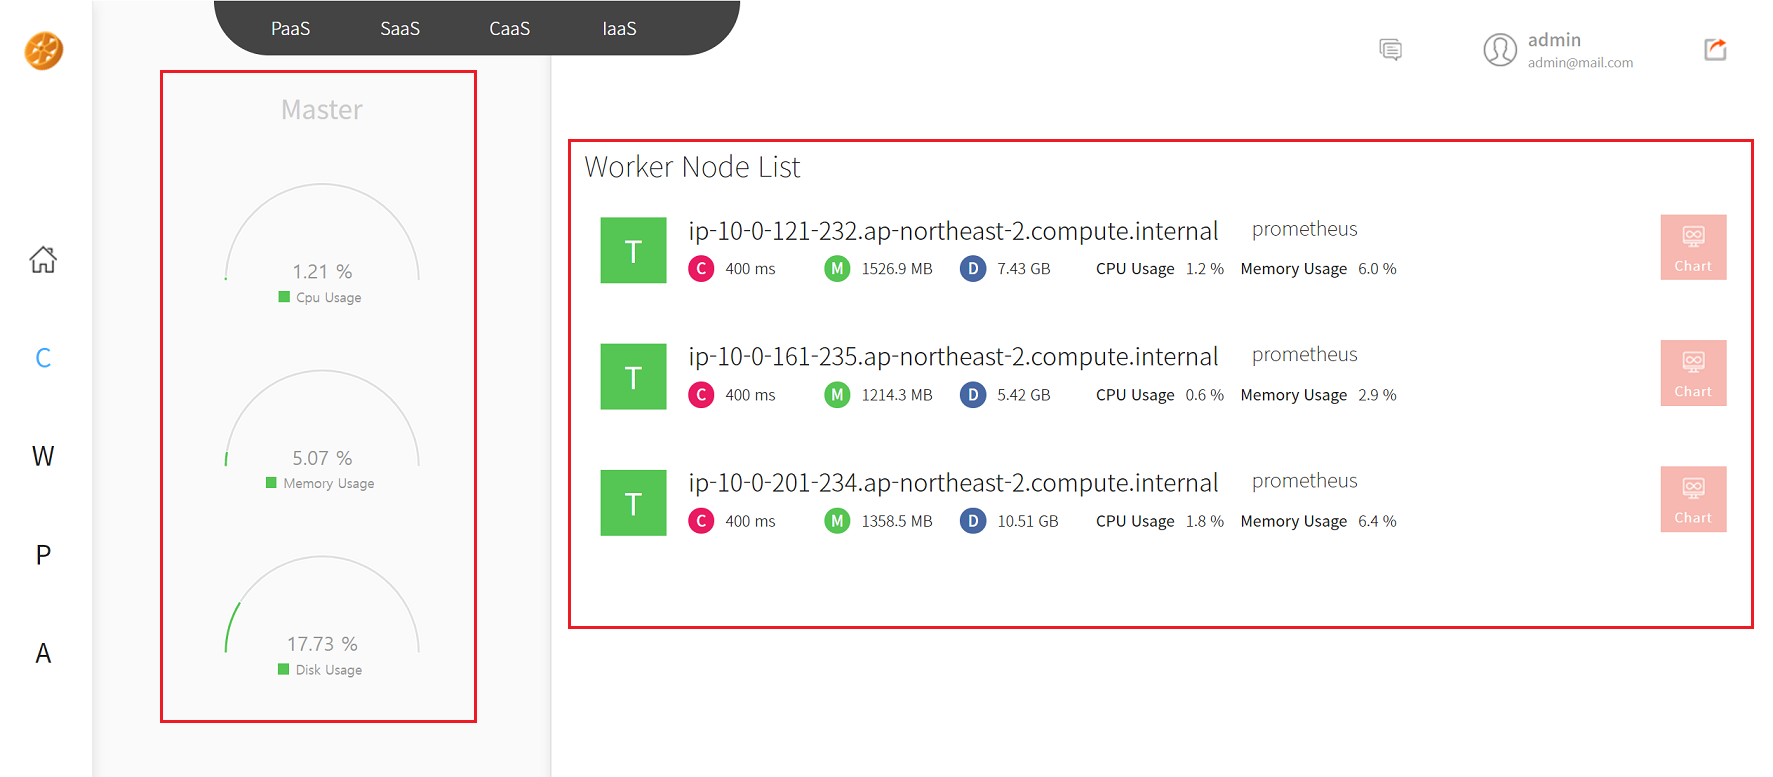 PaaS SaaS CaaS IaaS
admin
admin@mail.com
C
W
P
A
Master
1.21 %
Cpu Usage
5.07 %
Memory Usage
17.73 %
Disk Usage
Worker Node List
T
ip-10-0-121-232.ap-northeast-2.compute.internal prometheus
C 400 ms M 1526.9 MB D 7.43 GB CPU Usage 1.2 % Memory Usage 6.0 %
Chart
T
ip-10-0-161-235.ap-northeast-2.compute.internal prometheus
C 400 ms M 1214.3 MB D 5.42 GB CPU Usage 0.6 % Memory Usage 2.9 %
Chart
T
ip-10-0-201-234.ap-northeast-2.compute.internal prometheus
C 400 ms M 1358.5 MB D 10.51 GB CPU Usage 1.8 % Memory Usage 6.4 %
Chart